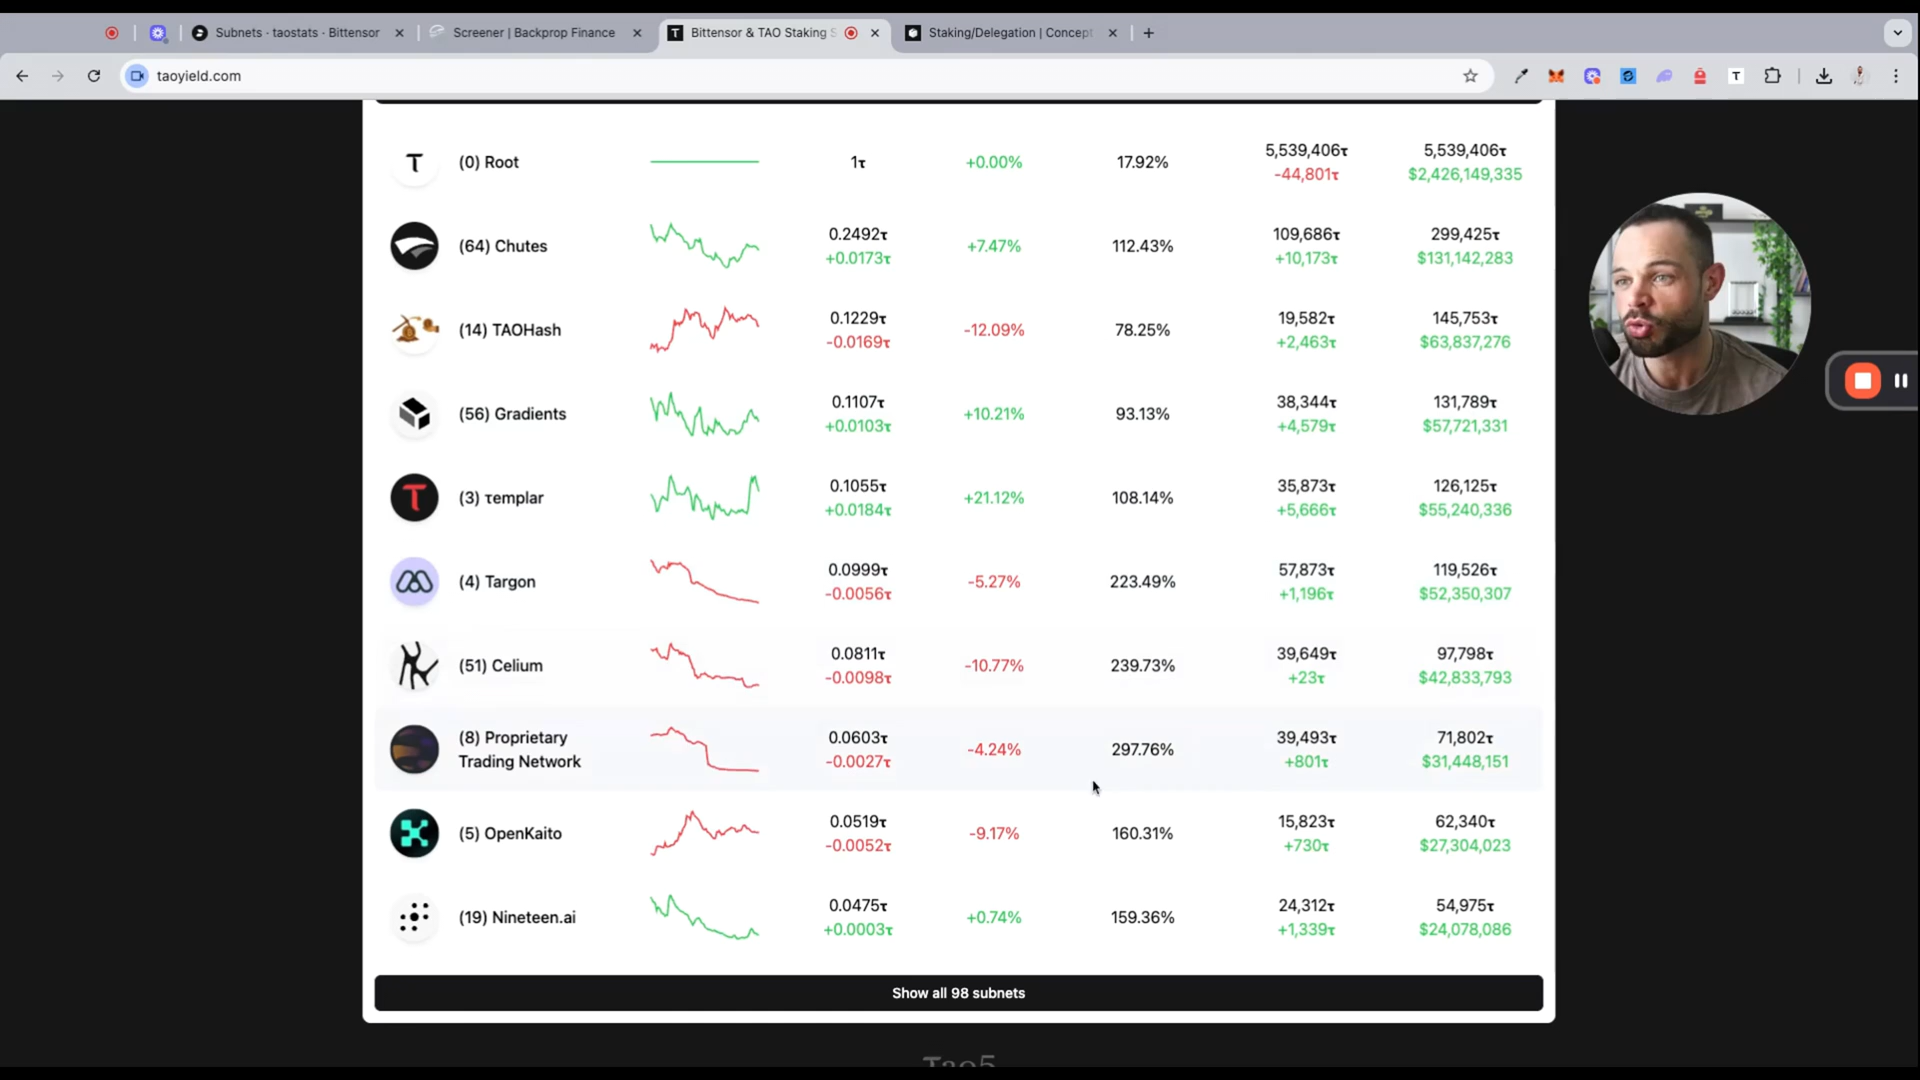 Subnets · taostats · Bittensor
Screener | Backprop Finance
Bittensor & TAO Staking S
Staking/Delegation | Concept
taoyield.com
T
(0) Root
1τ
+0.00%
17.92%
5,539,406τ
-44,801τ
5,539,406τ
$2,426,149,335
(64) Chutes
0.2492τ
+0.0173τ
+7.47%
112.43%
109,686τ
+10,173τ
299,425τ
$131,142,283
(14) TAOHash
0.1229τ
-0.0169τ
-12.09%
78.25%
19,582τ
+2,463τ
145,753τ
$63,837,276
(56) Gradients
0.1107τ
+0.0103τ
+10.21%
93.13%
38,344τ
+4,579τ
131,789τ
$57,721,331
(3) τemplar
0.1055τ
+0.0184τ
+21.12%
108.14%
35,873τ
+5,666τ
126,125τ
$55,240,336
(4) Targon
0.0999τ
-0.0056τ
-5.27%
223.49%
57,873τ
+1,196τ
119,526τ
$52,350,307
(51) Celium
0.0811τ
-0.0098τ
-10.77%
239.73%
39,649τ
+23τ
97,798τ
$42,833,793
(8) Proprietary
Trading Network
0.0603τ
-0.0027τ
-4.24%
297.76%
39,493τ
+801τ
71,802τ
$31,448,151
(5) OpenKaito
0.0519τ
-0.0052τ
-9.17%
160.31%
15,823τ
+730τ
62,340τ
$27,304,023
(19) Nineteen.ai
0.0475τ
+0.0003τ
+0.74%
159.36%
24,312τ
+1,339τ
54,975τ
$24,078,086
Show all 98 subnets
Tao5